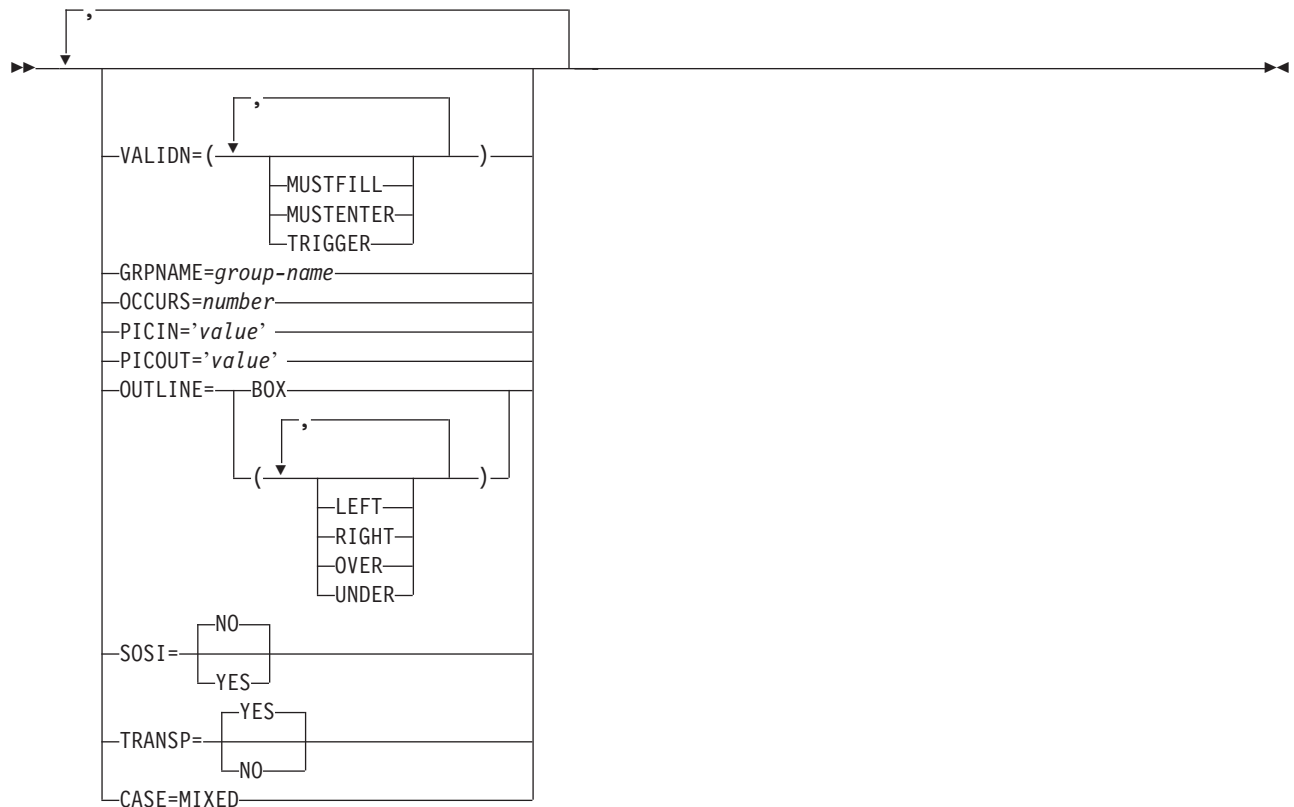 ,
,
VALIDN=( )
MUSTFILL
MUSTENTER
TRIGGER
GRPNAME=group-name
OCCURS=number
PICIN='value'
PICOUT='value'
OUTLINE= BOX
,
( )
LEFT
RIGHT
OVER
UNDER
NO
SOSI=
YES
YES
TRANSP=
NO
CASE=MIXED